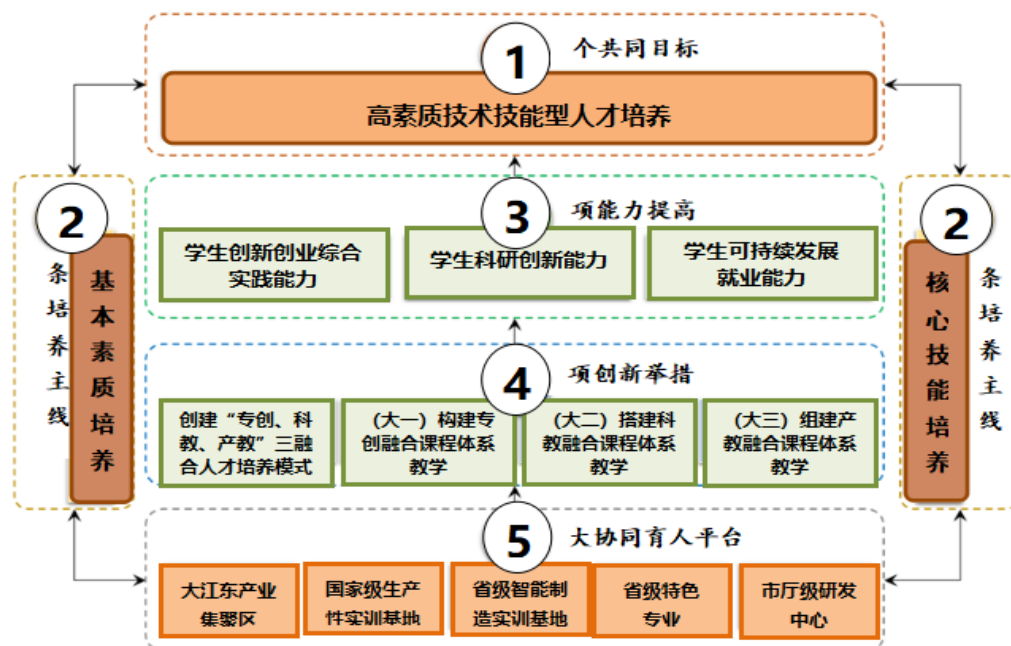 1
个共同目标
高素质技术技能型人才培养
2
条培养主线
基本素质培养
3
项能力提高
学生创新创业综合
实践能力
学生科研创新能力
学生可持续发展
就业能力
2
条培养主线
核心技能培养
4
项创新举措
创建“专创、科
教、产教”三融
合人才培养模式
（大一）构建专
创融合课程体系
教学
（大二）搭建科
教融合课程体系
教学
（大三）组建产
教融合课程体系
教学
5
大协同育人平台
大江东产业
集聚区
国家级生产
性实训基地
省级智能制
造实训基地
省级特色
专业
市厅级研发
中心